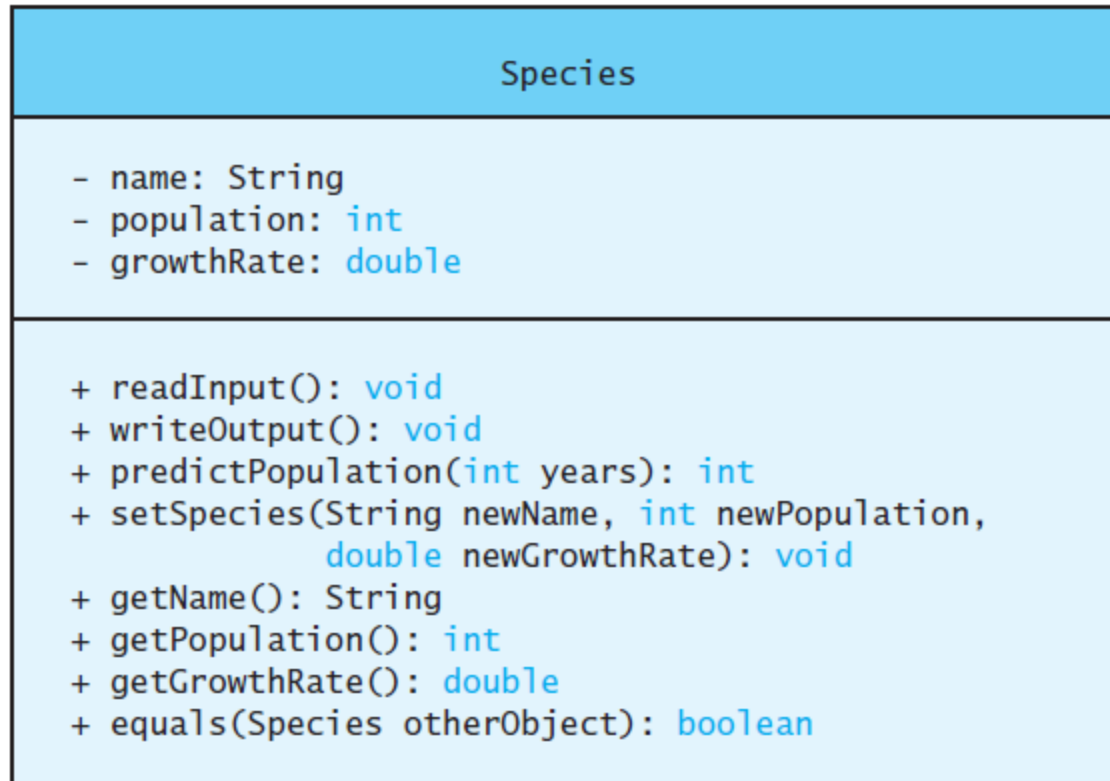 Species
- name: String
- population: int
- growthRate: double
+ readInput(): void
+ writeOutput(): void
+ predictPopulation(int years): int
+ setSpecies(String newName, int newPopulation,
double newGrowthRate): void
+ getName(): String
+ getPopulation(): int
+ getGrowthRate(): double
+ equals(Species otherObject): boolean